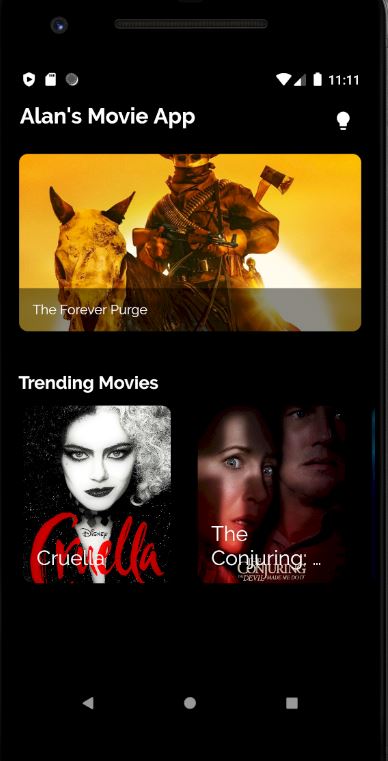 11:11
Alan's Movie App
The Forever Purge
Trending Movies
Disney
Cruella
Cruella
The
Conjuring: ...
THE
CONJURING
THE DEVIL MADE ME DO IT